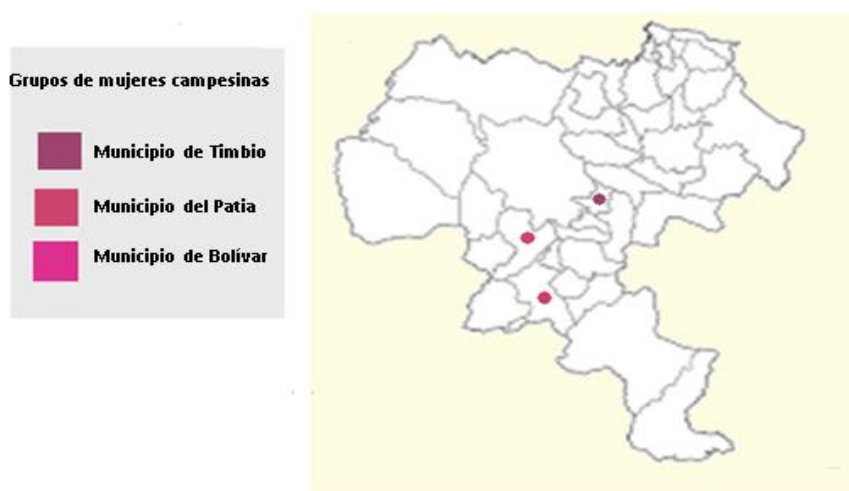 Grupos de mujeres campesinas
Municipio de Timbio
Municipio del Patia
Municipio de Bolívar